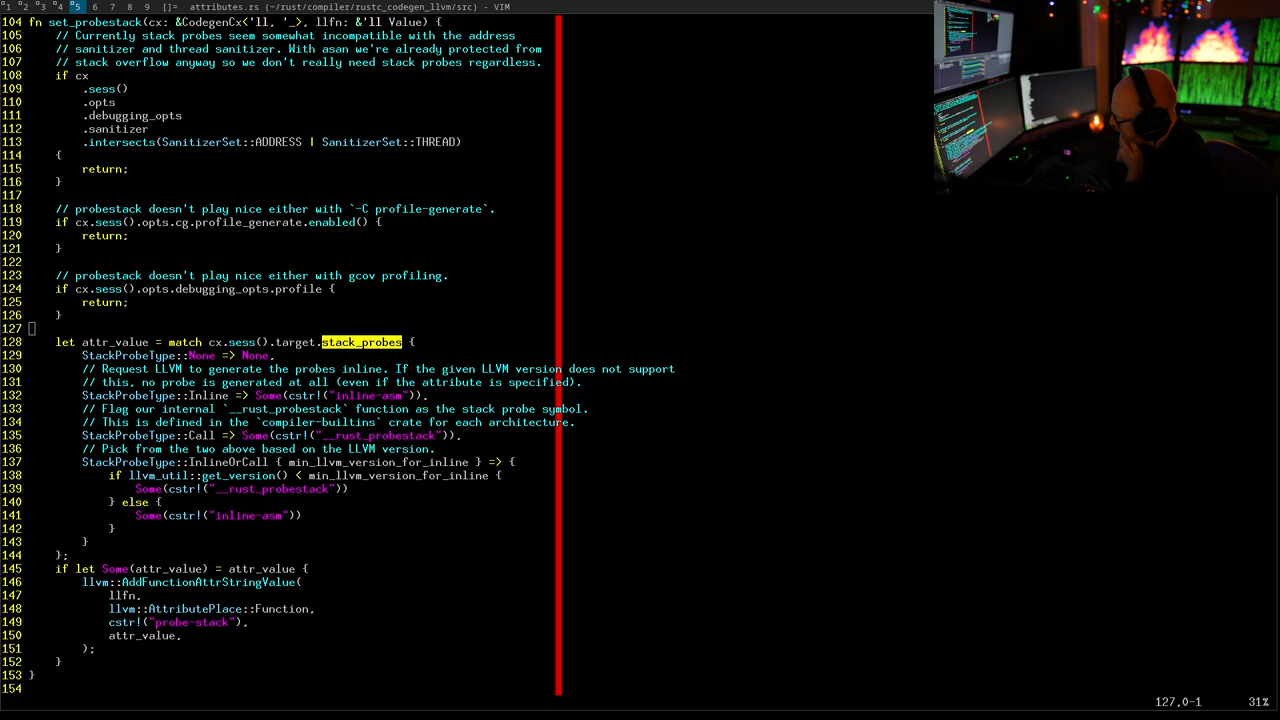 1 2 3 4 5 6 7 8 9 []= attributes.rs (~/rust/compiler/rustc_codegen_llvm/src) - VIM
104 fn set_probestack(cx: &CodegenCx<'ll, '_>, llfn: &'ll Value) {
105     // Currently stack probes seem somewhat incompatible with the address
106     // sanitizer and thread sanitizer. With asan we're already protected from
107     // stack overflow anyway so we don't really need stack probes regardless.
108     if cx
109         .sess()
110         .opts
111         .debugging_opts
112         .sanitizer
113         .intersects(SanitizerSet::ADDRESS | SanitizerSet::THREAD)
114     {
115         return;
116     }
117
118     // probestack doesn't play nice either with `-C profile-generate`.
119     if cx.sess().opts.cg.profile_generate.enabled() {
120         return;
121     }
122
123     // probestack doesn't play nice either with gcov profiling.
124     if cx.sess().opts.debugging_opts.profile {
125         return;
126     }
127
128     let attr_value = match cx.sess().target.stack_probes {
129         StackProbeType::None => None,
130         // Request LLVM to generate the probes inline. If the given LLVM version does not support
131         // this, no probe is generated at all (even if the attribute is specified).
132         StackProbeType::Inline => Some(cstr!("inline-asm")),
133         // Flag our internal `__rust_probestack` function as the stack probe symbol.
134         // This is defined in the `compiler-builtins` crate for each architecture.
135         StackProbeType::Call => Some(cstr!("__rust_probestack")),
136         // Pick from the two above based on the LLVM version.
137         StackProbeType::InlineOrCall { min_llvm_version_for_inline } => {
138             if llvm_util::get_version() < min_llvm_version_for_inline {
139                 Some(cstr!("__rust_probestack"))
140             } else {
141                 Some(cstr!("inline-asm"))
142             }
143         }
144     };
145     if let Some(attr_value) = attr_value {
146         llvm::AddFunctionAttrStringValue(
147             llfn,
148             llvm::AttributePlace::Function,
149             cstr!("probe-stack"),
150             attr_value,
151         );
152     }
153 }
154
127,0-1 31%